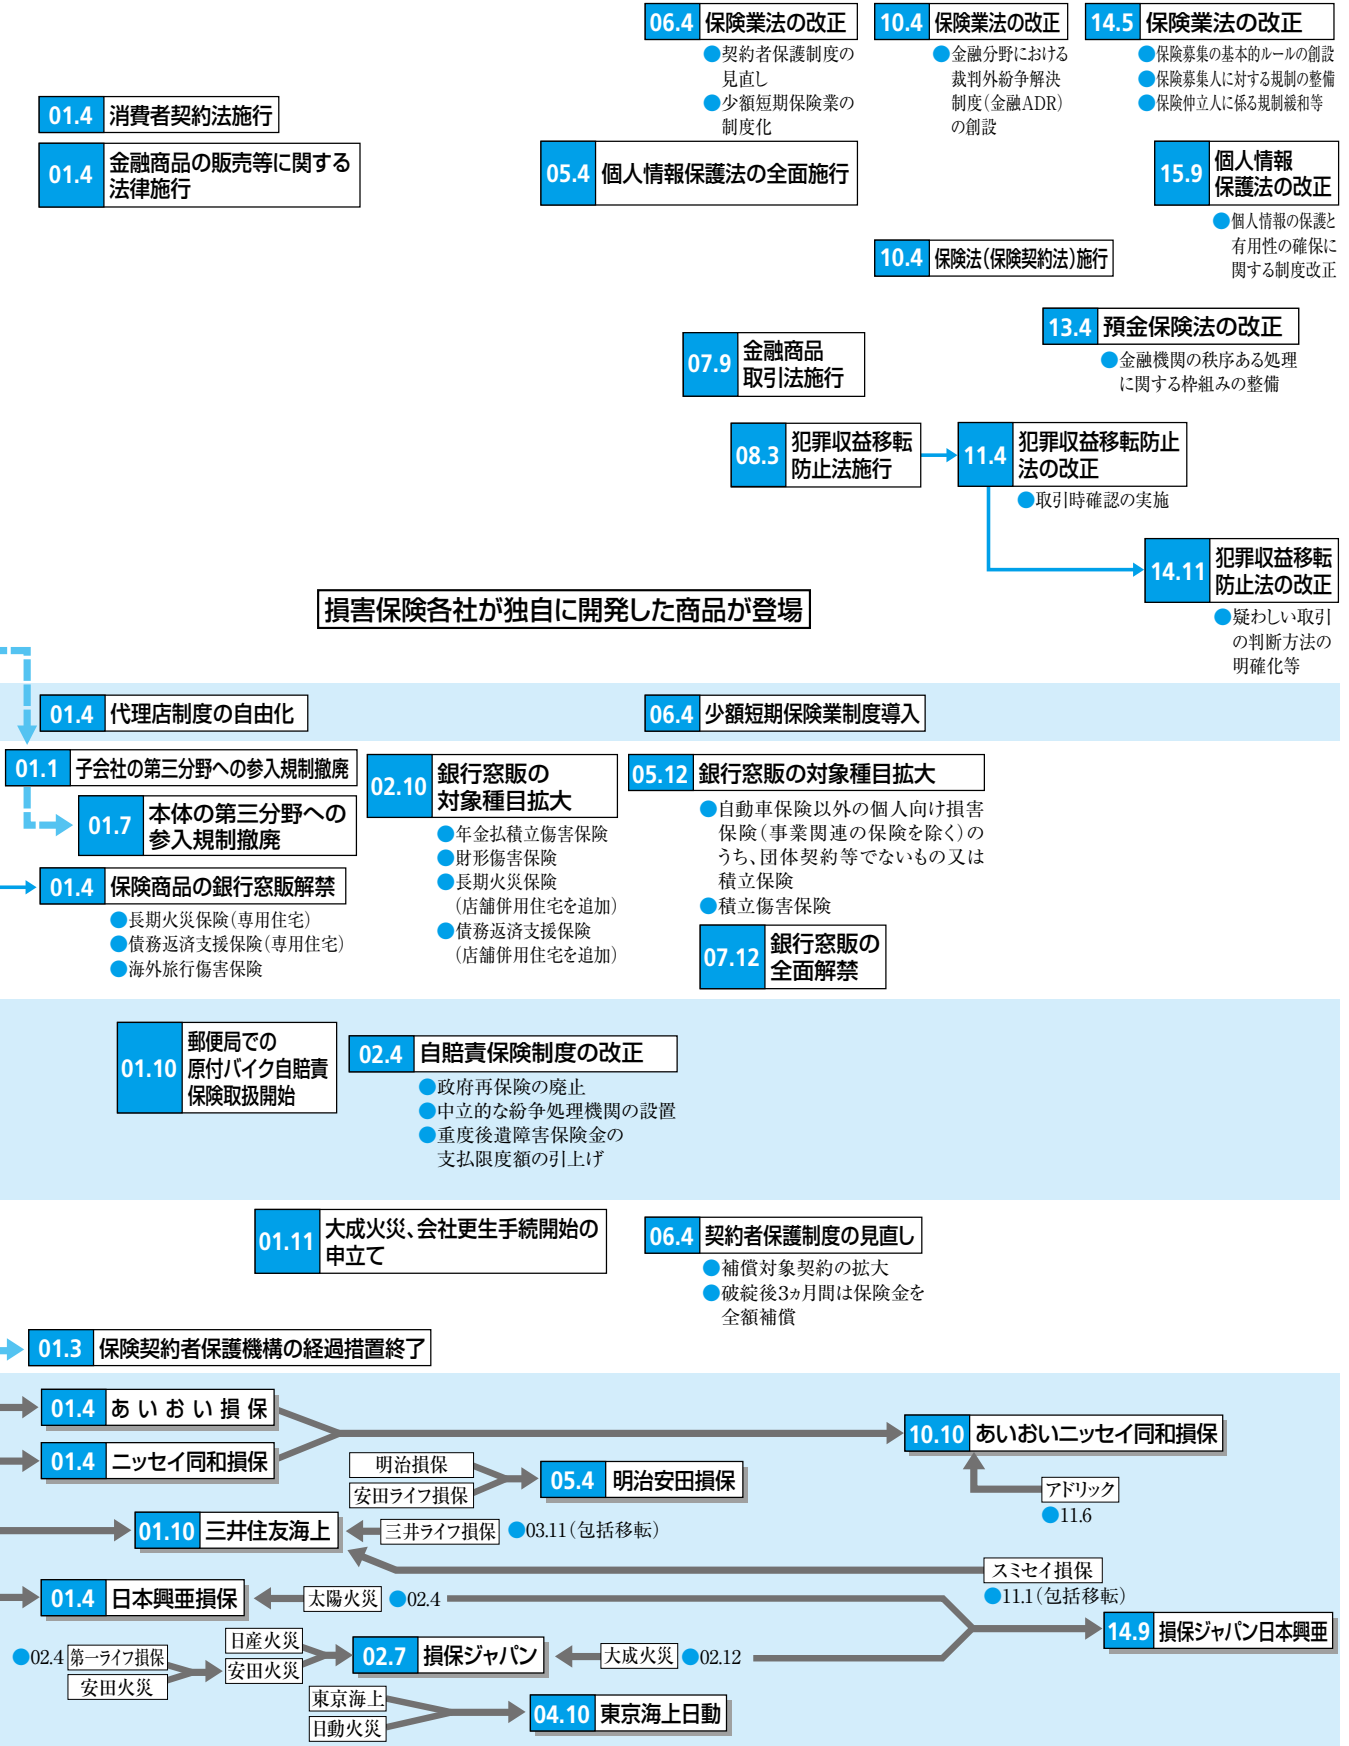 06.4 保険業法の改正
●契約者保護制度の
見直し
●少額短期保険業の
制度化
10.4 保険業法の改正
●金融分野における
裁判外紛争解決
制度（金融ADR）
の創設
14.5 保険業法の改正
●保険募集の基本的ルールの創設
●保険募集人に対する規制の整備
●保険仲立人に係る規制緩和等
01.4 消費者契約法施行
01.4 金融商品の販売等に関する
法律施行
05.4 個人情報保護法の全面施行
15.9 個人情報
保護法の改正
●個人情報の保護と
有用性の確保に
関する制度改正
10.4 保険法（保険契約法）施行
13.4 預金保険法の改正
●金融機関の秩序ある処理
に関する枠組みの整備
07.9 金融商品
取引法施行
08.3 犯罪収益移転
防止法施行
11.4 犯罪収益移転防止
法の改正
●取引時確認の実施
14.11 犯罪収益移転
防止法の改正
●疑わしい取引
の判断方法の
明確化等
損害保険各社が独自に開発した商品が登場
01.4 代理店制度の自由化
06.4 少額短期保険業制度導入
01.1 子会社の第三分野への参入規制撤廃
01.7 本体の第三分野への
参入規制撤廃
01.4 保険商品の銀行窓販解禁
●長期火災保険（専用住宅）
●債務返済支援保険（専用住宅）
●海外旅行傷害保険
02.10 銀行窓販の
対象種目拡大
●年金払積立傷害保険
●財形傷害保険
●長期火災保険
（店舗併用住宅を追加）
●債務返済支援保険
（店舗併用住宅を追加）
05.12 銀行窓販の対象種目拡大
●自動車保険以外の個人向け損害
保険（事業関連の保険を除く）の
うち、団体契約等でないもの又は
積立保険
●積立傷害保険
07.12 銀行窓販の
全面解禁
01.10 郵便局での
原付バイク自賠責
保険取扱開始
02.4 自賠責保険制度の改正
●政府再保険の廃止
●中立的な紛争処理機関の設置
●重度後遺障害保険金の
支払限度額の引上げ
01.11 大成火災、会社更生手続開始の
申立て
06.4 契約者保護制度の見直し
●補償対象契約の拡大
●破綻後3ヵ月間は保険金を
全額補償
01.3 保険契約者保護機構の経過措置終了
01.4 あいおい損保
01.4 ニッセイ同和損保
10.10 あいおいニッセイ同和損保
明治損保
安田ライフ損保
05.4 明治安田損保
アドリック
●11.6
01.10 三井住友海上
三井ライフ損保 ●03.11（包括移転）
スミセイ損保
●11.1（包括移転）
01.4 日本興亜損保
太陽火災 ●02.4
14.9 損保ジャパン日本興亜
●02.4 第一ライフ損保
安田火災
日産火災
安田火災
02.7 損保ジャパン
大成火災 ●02.12
東京海上
日動火災
04.10 東京海上日動